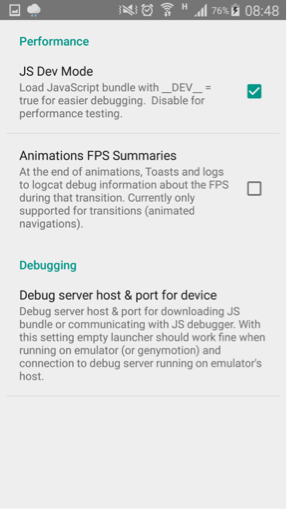 H 76% 08:48
Performance
JS Dev Mode
Load JavaScript bundle with __DEV__ =
true for easier debugging.  Disable for
performance testing.
Animations FPS Summaries
At the end of animations, Toasts and logs
to logcat debug information about the FPS
during that transition. Currently only
supported for transitions (animated
navigations).
Debugging
Debug server host & port for device
Debug server host & port for downloading JS
bundle or communicating with JS debugger. With
this setting empty launcher should work fine when
running on emulator (or genymotion) and
connection to debug server running on emulator's
host.